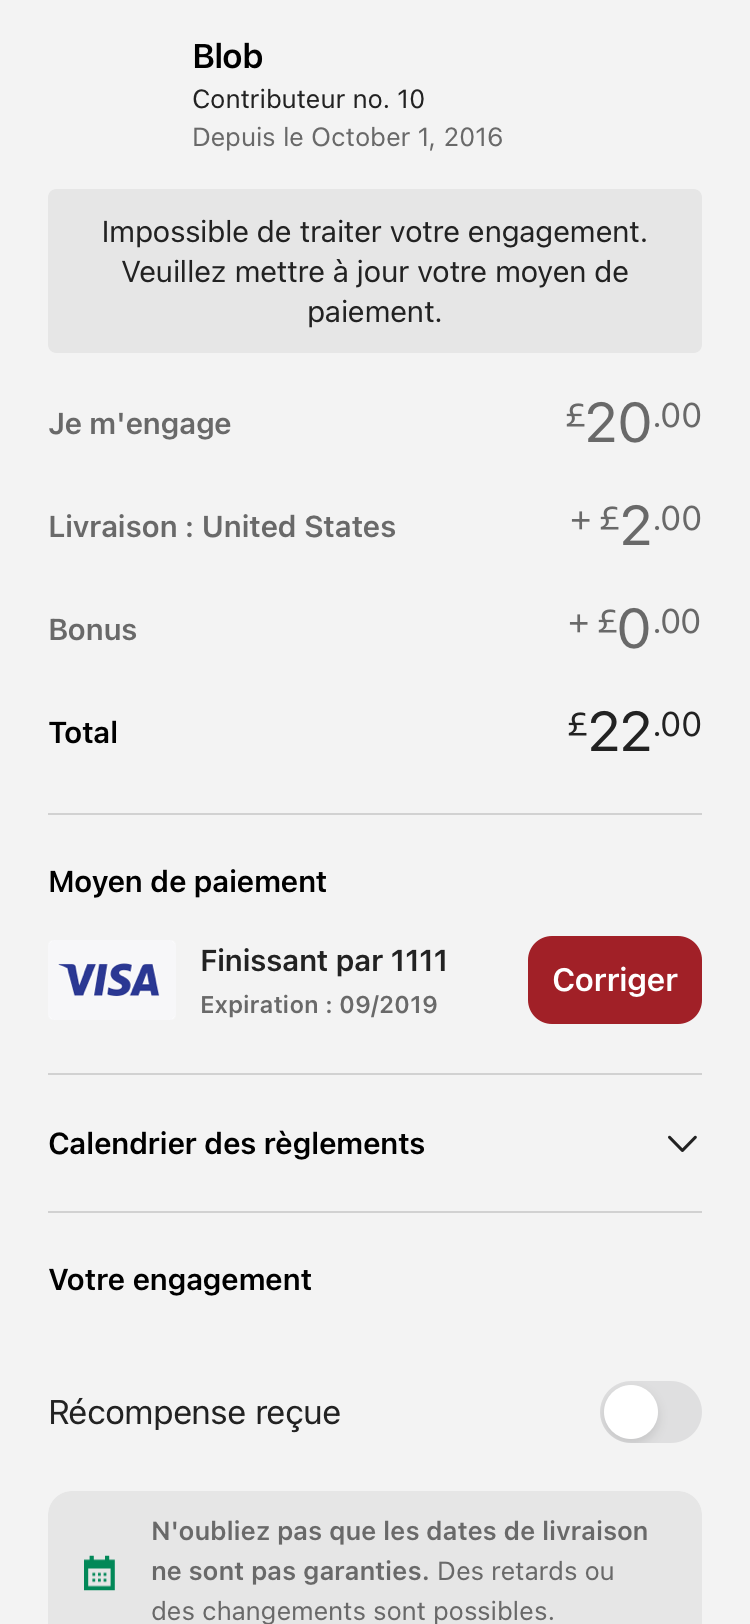 Blob
Contributeur no. 10
Depuis le October 1, 2016
Impossible de traiter votre engagement.
Veuillez mettre à jour votre moyen de
paiement.
Je m'engage £20.00
Livraison : United States + £2.00
Bonus + £0.00
Total £22.00
Moyen de paiement
VISA
Finissant par 1111
Expiration : 09/2019
Corriger
Calendrier des règlements
Votre engagement
Récompense reçue
N'oubliez pas que les dates de livraison
ne sont pas garanties. Des retards ou
des changements sont possibles.